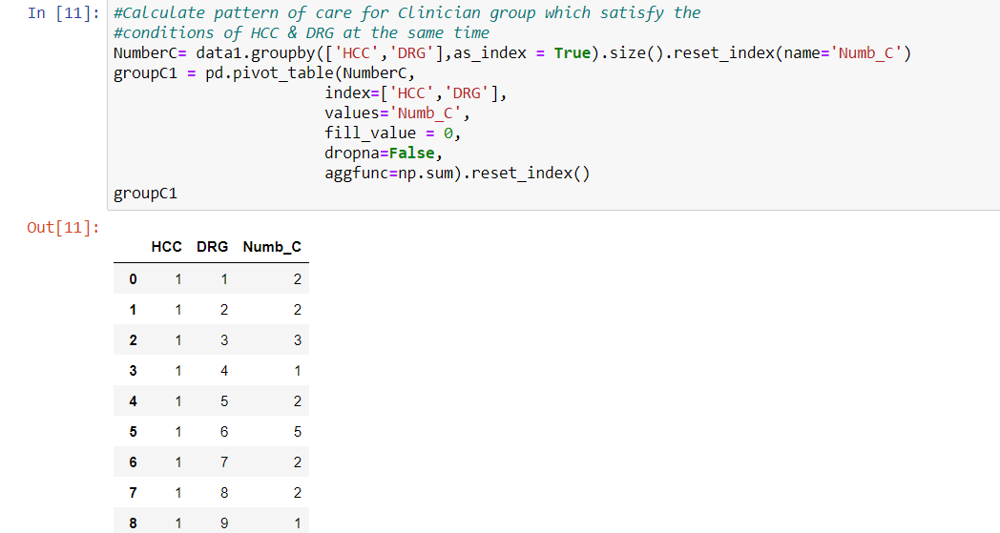 In [11]: #Calculate pattern of care for Clinician group which satisfy the
#conditions of HCC & DRG at the same time
NumberC= data1.groupby(['HCC','DRG'],as_index = True).size().reset_index(name='Numb_C')
groupC1 = pd.pivot_table(NumberC,
index=['HCC','DRG'],
values='Numb_C',
fill_value = 0,
dropna=False,
aggfunc=np.sum).reset_index()
groupC1
Out[11]:
HCC DRG Numb_C
0 1 1 2
1 1 2 2
2 1 3 3
3 1 4 1
4 1 5 2
5 1 6 5
6 1 7 2
7 1 8 2
8 1 9 1